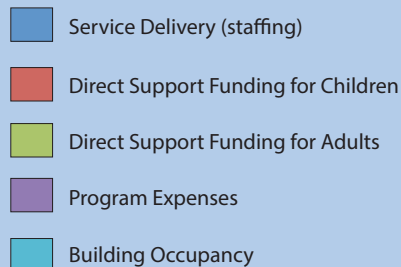 Service Delivery (staffing)
Direct Support Funding for Children
Direct Support Funding for Adults
Program Expenses
Building Occupancy